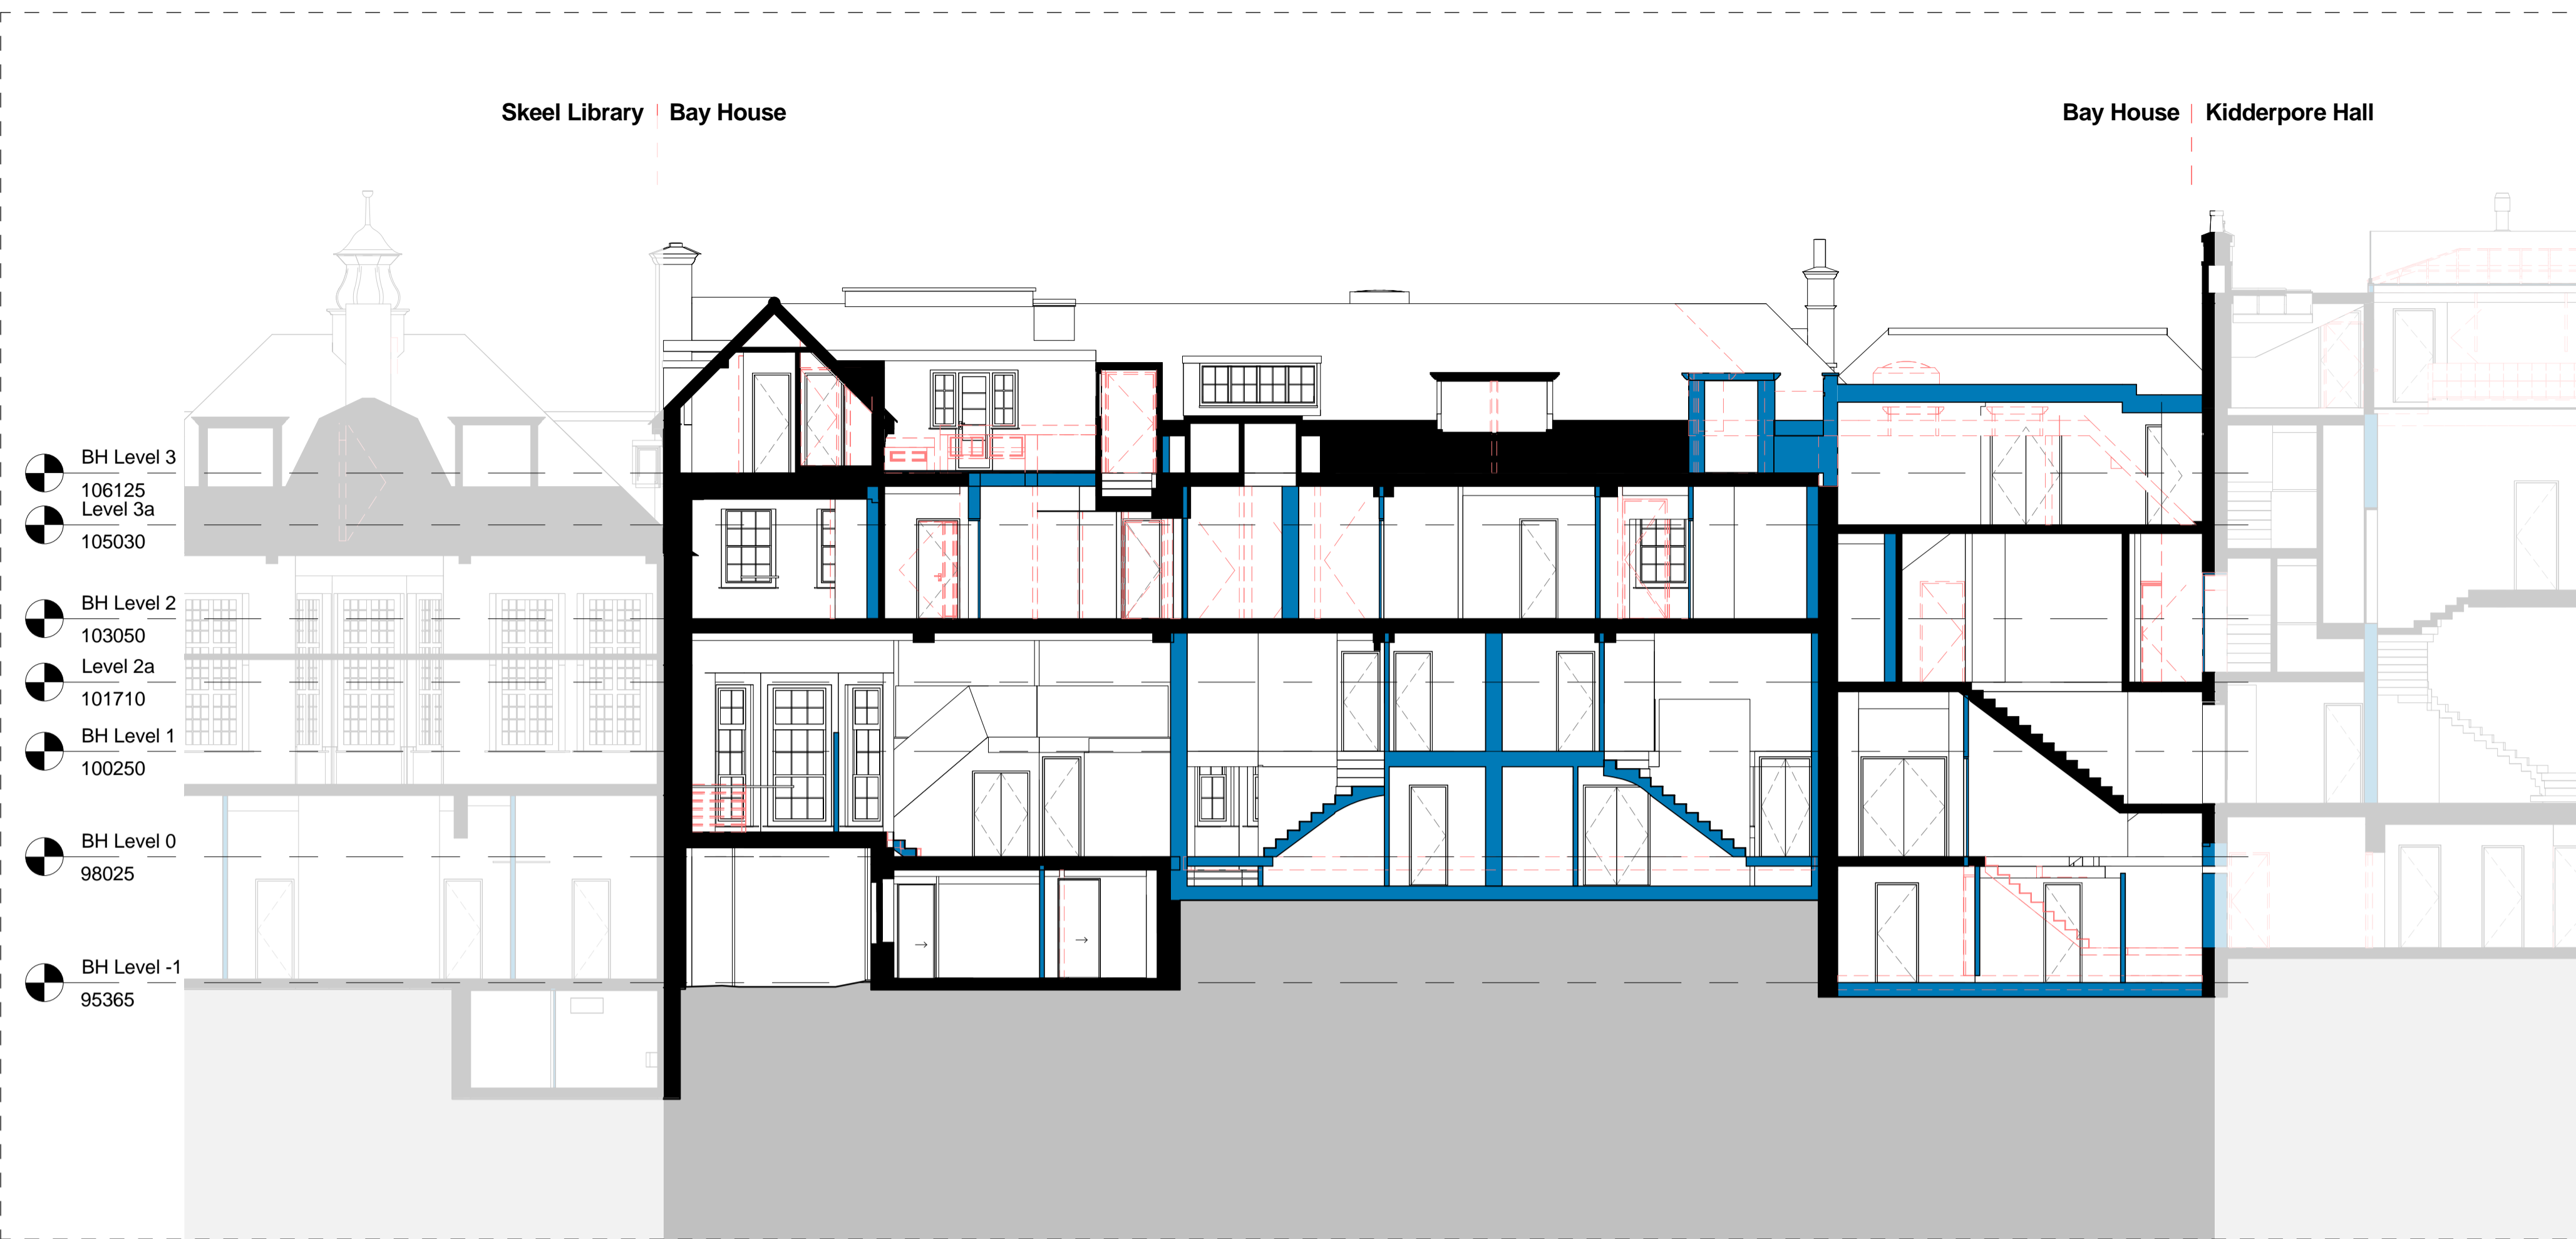 Skeel Library Bay House
Bay House Kidderpore Hall
BH Level 3
106125
Level 3a
105030
BH Level 2
103050
Level 2a
101710
BH Level 1
100250
BH Level 0
98025
BH Level -1
95365